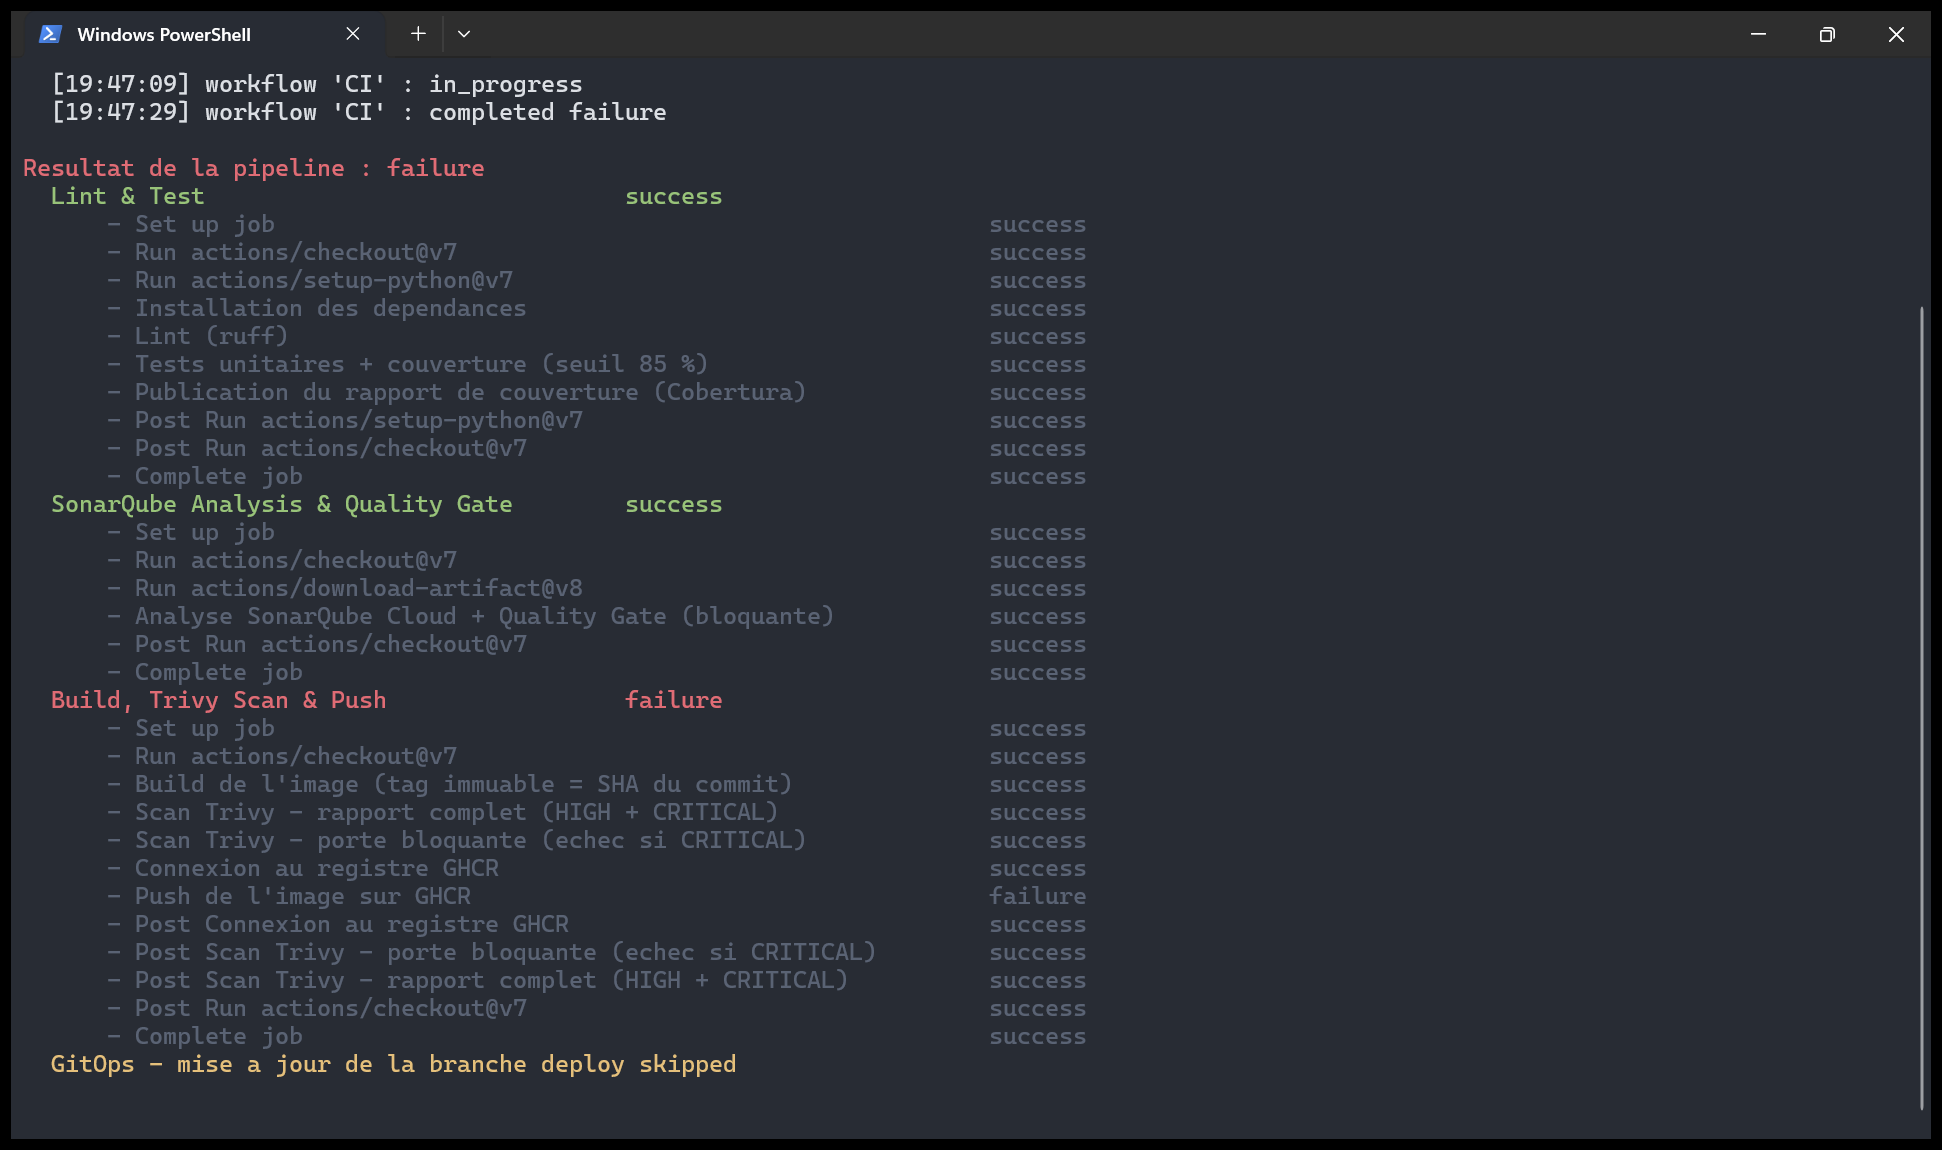 Windows PowerShell
[19:47:09] workflow 'CI' : in_progress
[19:47:29] workflow 'CI' : completed failure
Resultat de la pipeline : failure
Lint & Test success
- Set up job success
- Run actions/checkout@v7 success
- Run actions/setup-python@v7 success
- Installation des dependances success
- Lint (ruff) success
- Tests unitaires + couverture (seuil 85 %) success
- Publication du rapport de couverture (Cobertura) success
- Post Run actions/setup-python@v7 success
- Post Run actions/checkout@v7 success
- Complete job success
SonarQube Analysis & Quality Gate success
- Set up job success
- Run actions/checkout@v7 success
- Run actions/download-artifact@v8 success
- Analyse SonarQube Cloud + Quality Gate (bloquante) success
- Post Run actions/checkout@v7 success
- Complete job success
Build, Trivy Scan & Push failure
- Set up job success
- Run actions/checkout@v7 success
- Build de l'image (tag immuable = SHA du commit) success
- Scan Trivy - rapport complet (HIGH + CRITICAL) success
- Scan Trivy - porte bloquante (echec si CRITICAL) success
- Connexion au registre GHCR success
- Push de l'image sur GHCR failure
- Post Connexion au registre GHCR success
- Post Scan Trivy - porte bloquante (echec si CRITICAL) success
- Post Scan Trivy - rapport complet (HIGH + CRITICAL) success
- Post Run actions/checkout@v7 success
- Complete job success
GitOps - mise a jour de la branche deploy skipped